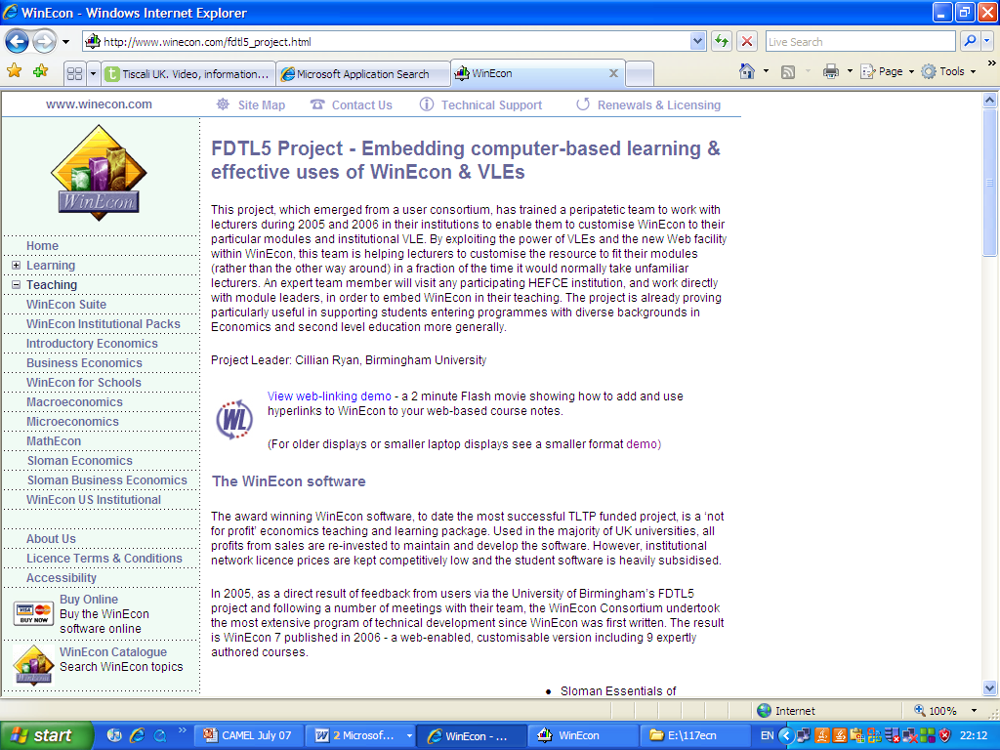 WinEcon - Windows Internet Explorer
http://www.winecon.com/fdtl5_project.html
Live Search
Tiscali UK. Video, information...
Microsoft Application Search
WinEcon
Page
Tools
www.winecon.com
Site Map
Contact Us
Technical Support
Renewals & Licensing
WinEcon
Home
Learning
Teaching
WinEcon Suite
WinEcon Institutional Packs
Introductory Economics
Business Economics
WinEcon for Schools
Macroeconomics
Microeconomics
MathEcon
Sloman Economics
Sloman Business Economics
WinEcon US Institutional
About Us
Licence Terms & Conditions
Accessibility
VISA
BUY NOW
Buy Online
Buy the WinEcon
software online
WinEcon
WinEcon Catalogue
Search WinEcon topics
FDTL5 Project - Embedding computer-based learning &
effective uses of WinEcon & VLEs
This project, which emerged from a user consortium, has trained a peripatetic team to work with
lecturers during 2005 and 2006 in their institutions to enable them to customise WinEcon to their
particular modules and institutional VLE. By exploiting the power of VLEs and the new Web facility
within WinEcon, this team is helping lecturers to customise the resource to fit their modules
(rather than the other way around) in a fraction of the time it would normally take unfamiliar
lecturers. An expert team member will visit any participating HEFCE institution, and work directly
with module leaders, in order to embed WinEcon in their teaching. The project is already proving
particularly useful in supporting students entering programmes with diverse backgrounds in
Economics and second level education more generally.
Project Leader: Cillian Ryan, Birmingham University
WL
View web-linking demo - a 2 minute Flash movie showing how to add and use
hyperlinks to WinEcon to your web-based course notes.
(For older displays or smaller laptop displays see a smaller format demo)
The WinEcon software
The award winning WinEcon software, to date the most successful TLTP funded project, is a ‘not
for profit’ economics teaching and learning package. Used in the majority of UK universities, all
profits from sales are re-invested to maintain and develop the software. However, institutional
network licence prices are kept competitively low and the student software is heavily subsidised.
In 2005, as a direct result of feedback from users via the University of Birmingham’s FDTL5
project and following a number of meetings with their team, the WinEcon Consortium undertook
the most extensive program of technical development since WinEcon was first written. The result
is WinEcon 7 published in 2006 - a web-enabled, customisable version including 9 expertly
authored courses.
• Sloman Essentials of
Internet
100%
start
CAMEL July 07
2 Microsof...
WinEcon - ...
WinEcon
E:\117ecn
EN
22:12